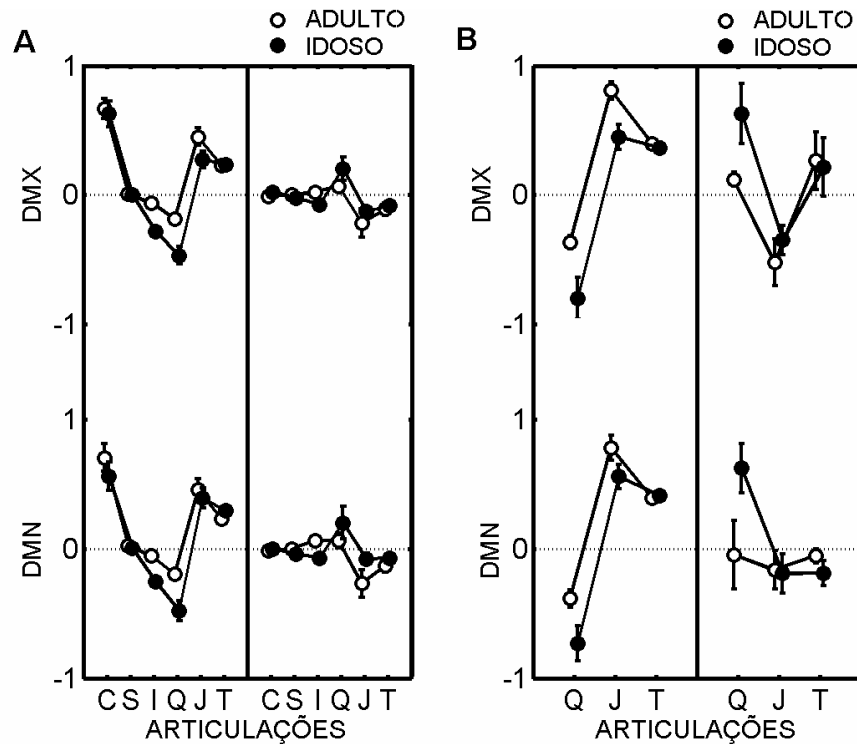 A
ADULTO
IDOSO
B
ADULTO
IDOSO
DMX
1
0
-1
DMN
1
0
-1
C S I Q J T
C S I Q J T
ARTICULAÇÕES
DMX
1
0
-1
DMN
1
0
-1
Q J T
Q J T
ARTICULAÇÕES